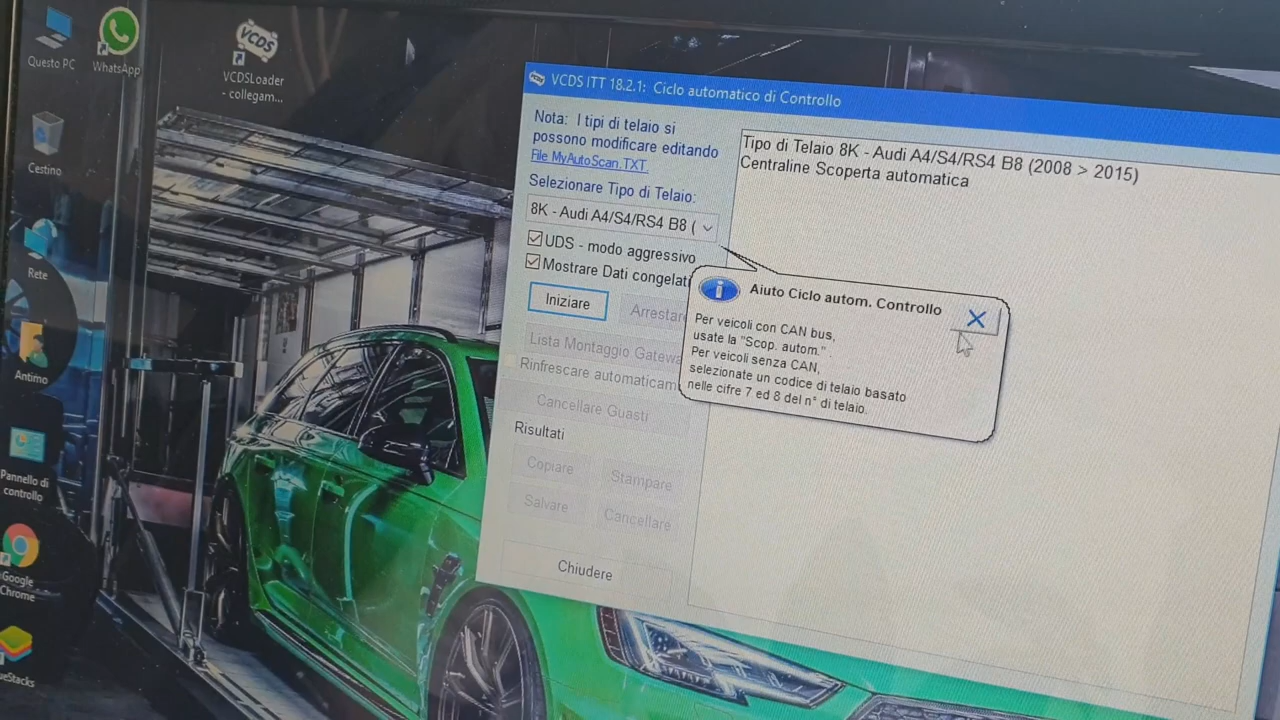 Questo PC
WhatsApp
VCDS
VCDSLoader
- collegam...
Cestino
Rete
Antimo
Pannello di
controllo
Google
Chrome
VCDS ITT 18.2.1: Ciclo automatico di Controllo
Nota: I tipi di telaio si
possono modificare editando
File MyAutoScan.TXT.
Selezionare Tipo di Telaio:
8K - Audi A4/S4/RS4 B8 (
UDS - modo aggressivo
Mostrare Dati congelati
Iniziare
Arrestare
Lista Montaggio Gateway
Rinfrescare automaticam
Cancellare Guasti
Risultati
Copiare
Stampare
Salvare
Cancellare
Chiudere
Tipo di Telaio 8K - Audi A4/S4/RS4 B8 (2008 > 2015)
Centraline Scoperta automatica
Aiuto Ciclo autom. Controllo
Per veicoli con CAN bus,
usate la "Scop. autom.".
Per veicoli senza CAN,
selezionate un codice di telaio basato
nelle cifre 7 ed 8 del n° di telaio.